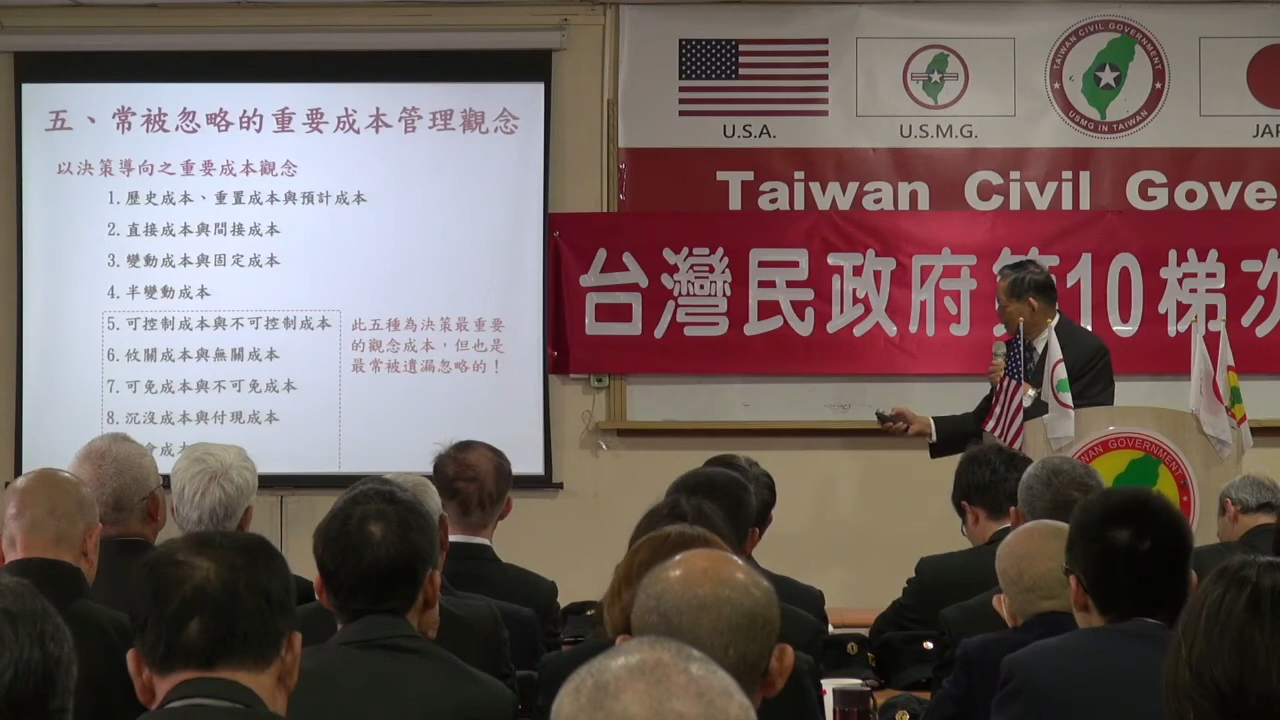 五、常被忽略的重要成本管理觀念
以決策導向之重要成本觀念
1.歷史成本、重置成本與預計成本
2.直接成本與間接成本
3.變動成本與固定成本
4.半變動成本
5.可控制成本與不可控制成本
6.攸關成本與無關成本
7.可免成本與不可免成本
8.沉沒成本與付現成本
此五種為決策最重要
的觀念成本，但也是
最常被遺漏忽略的！
U.S.A.
U.S.M.G.
TAIWAN CIVIL GOVERNMENT
USMG IN TAIWAN
Taiwan Civil Gove
台灣民政府第10梯次
WAN GOVERNMENT